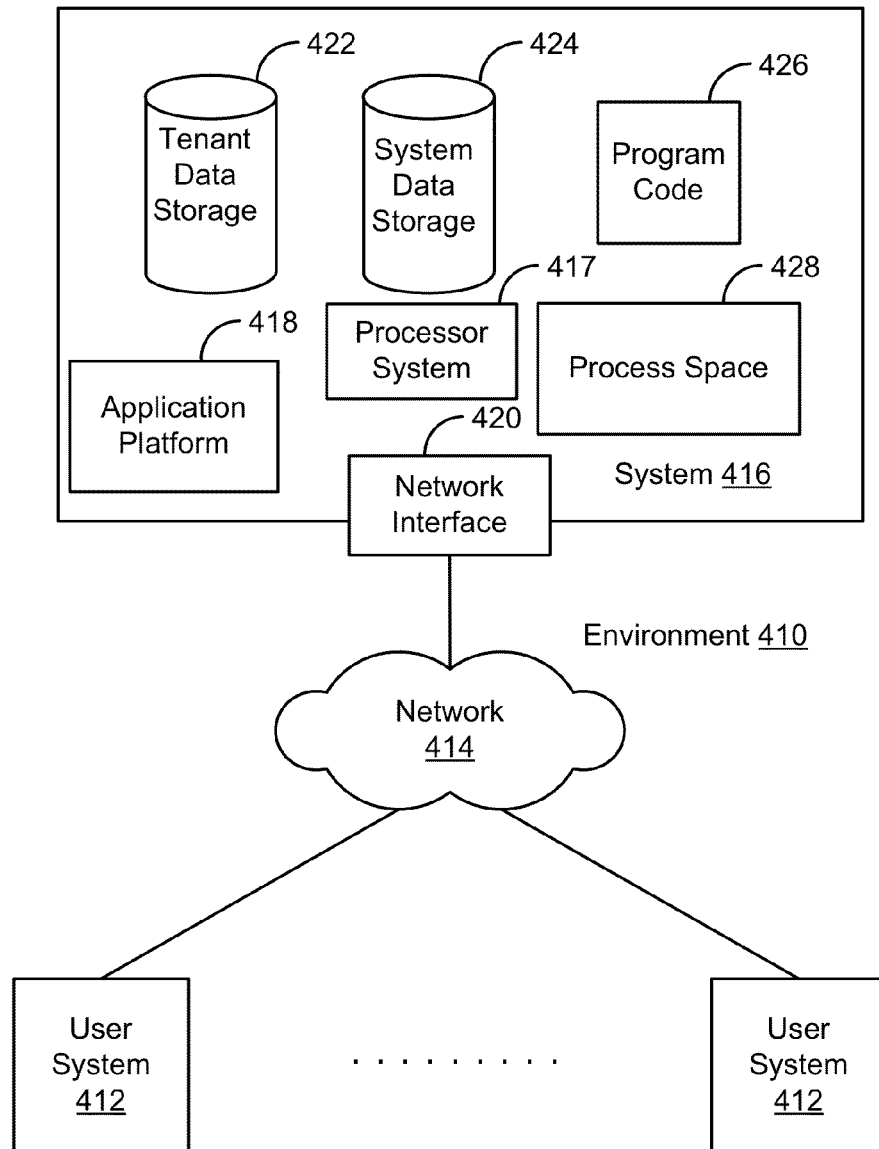 422
424
426
Tenant
Data
Storage
System
Data
Storage
Program
Code
417
428
418
Processor
System
Process Space
Application
Platform
420
Network
Interface
System 416
Environment 410
Network
414
User
System
412
. . . . . . . . .
User
System
412